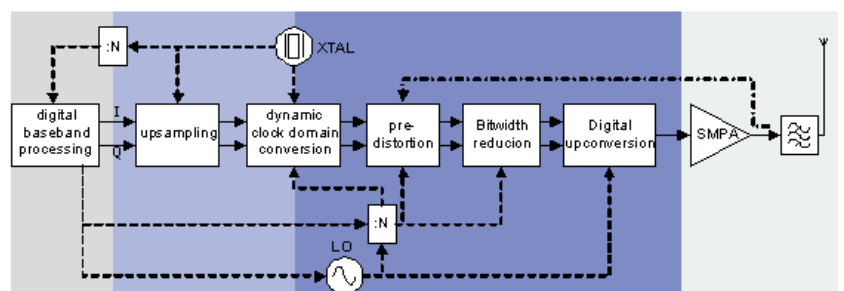 :N
XTAL
digital
baseband
processing
I
Q
upsampling
dynamic
clock domain
conversion
pre-
distortion
Bitwidth
reducion
Digital
upconversion
SMPA
:N
LO